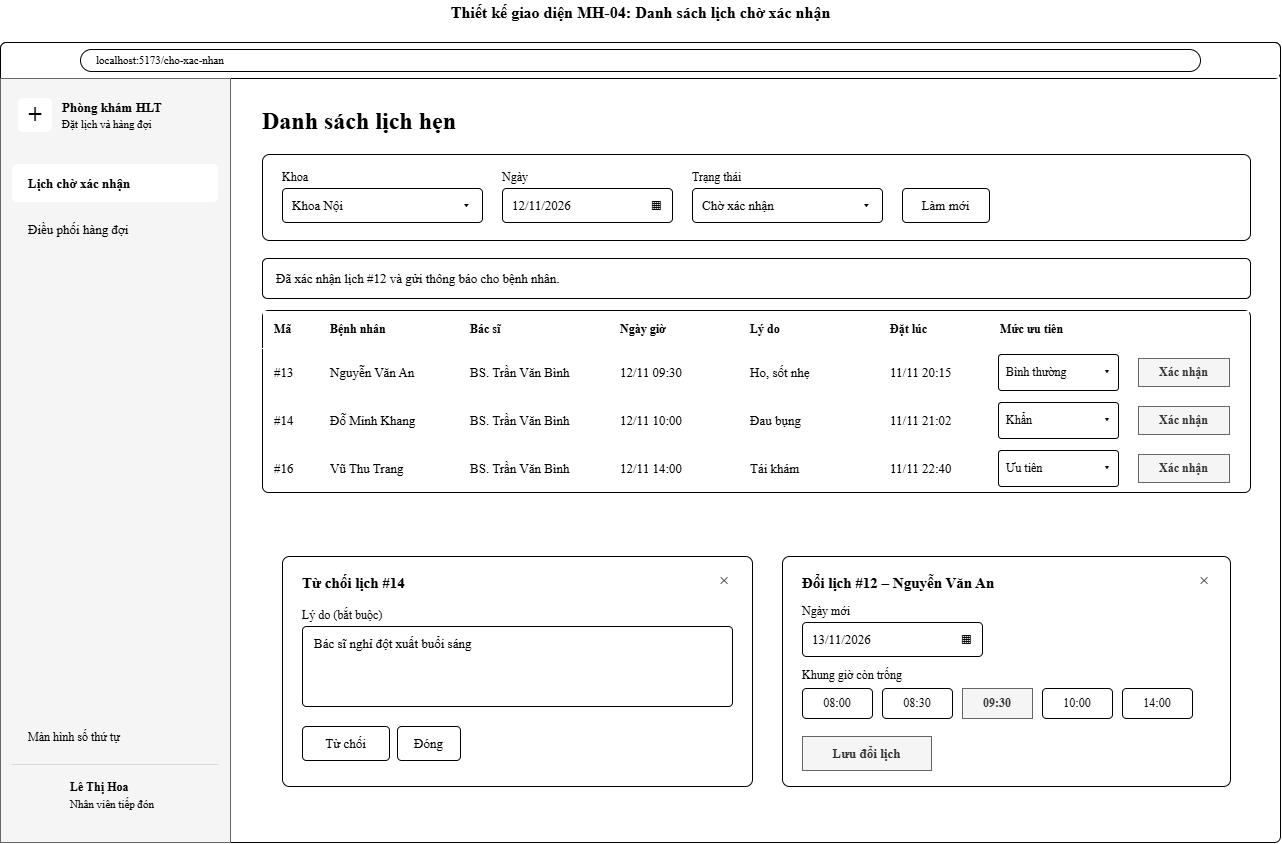 Thiết kế giao diện MH-04: Danh sách lịch chờ xác nhận
localhost:5173/cho-xac-nhan
Phòng khám HLT
Đặt lịch và hàng đợi
Lịch chờ xác nhận
Điều phối hàng đợi
Màn hình số thứ tự
Lê Thị Hoa
Nhân viên tiếp đón
Danh sách lịch hẹn
Khoa Ngày Trạng thái
Khoa Nội 12/11/2026 Chờ xác nhận Làm mới
Đã xác nhận lịch #12 và gửi thông báo cho bệnh nhân.
Mã Bệnh nhân Bác sĩ Ngày giờ Lý do Đặt lúc Mức ưu tiên
#13 Nguyễn Văn An BS. Trần Văn Bình 12/11 09:30 Ho, sốt nhẹ 11/11 20:15 Bình thường Xác nhận
#14 Đỗ Minh Khang BS. Trần Văn Bình 12/11 10:00 Đau bụng 11/11 21:02 Khẩn Xác nhận
#16 Vũ Thu Trang BS. Trần Văn Bình 12/11 14:00 Tái khám 11/11 22:40 Ưu tiên Xác nhận
Từ chối lịch #14 ×
Lý do (bắt buộc)
Bác sĩ nghỉ đột xuất buổi sáng
Từ chối Đóng
Đổi lịch #12 – Nguyễn Văn An ×
Ngày mới
13/11/2026
Khung giờ còn trống
08:00 08:30 09:30 10:00 14:00
Lưu đổi lịch